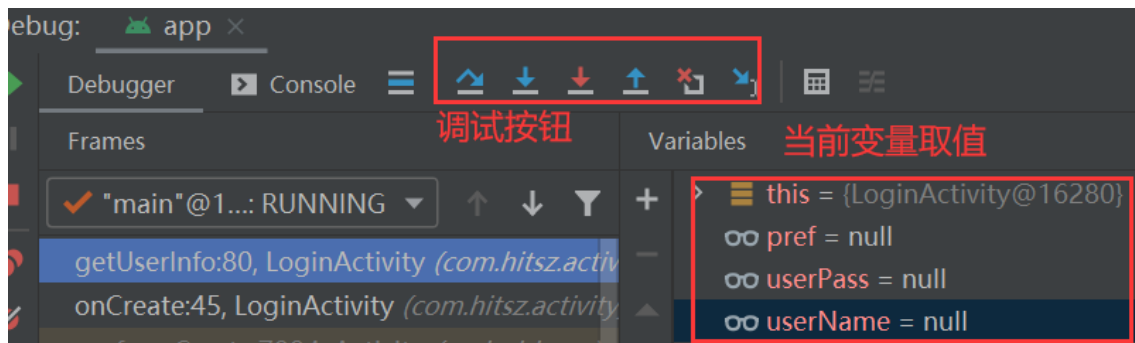 Debug: app
Debugger Console
调试按钮
Frames
Variables 当前变量取值
"main"@1...: RUNNING
this = {LoginActivity@16280}
pref = null
getUserInfo:80, LoginActivity (com.hitsz.activ
userPass = null
onCreate:45, LoginActivity (com.hitsz.activity
userName = null